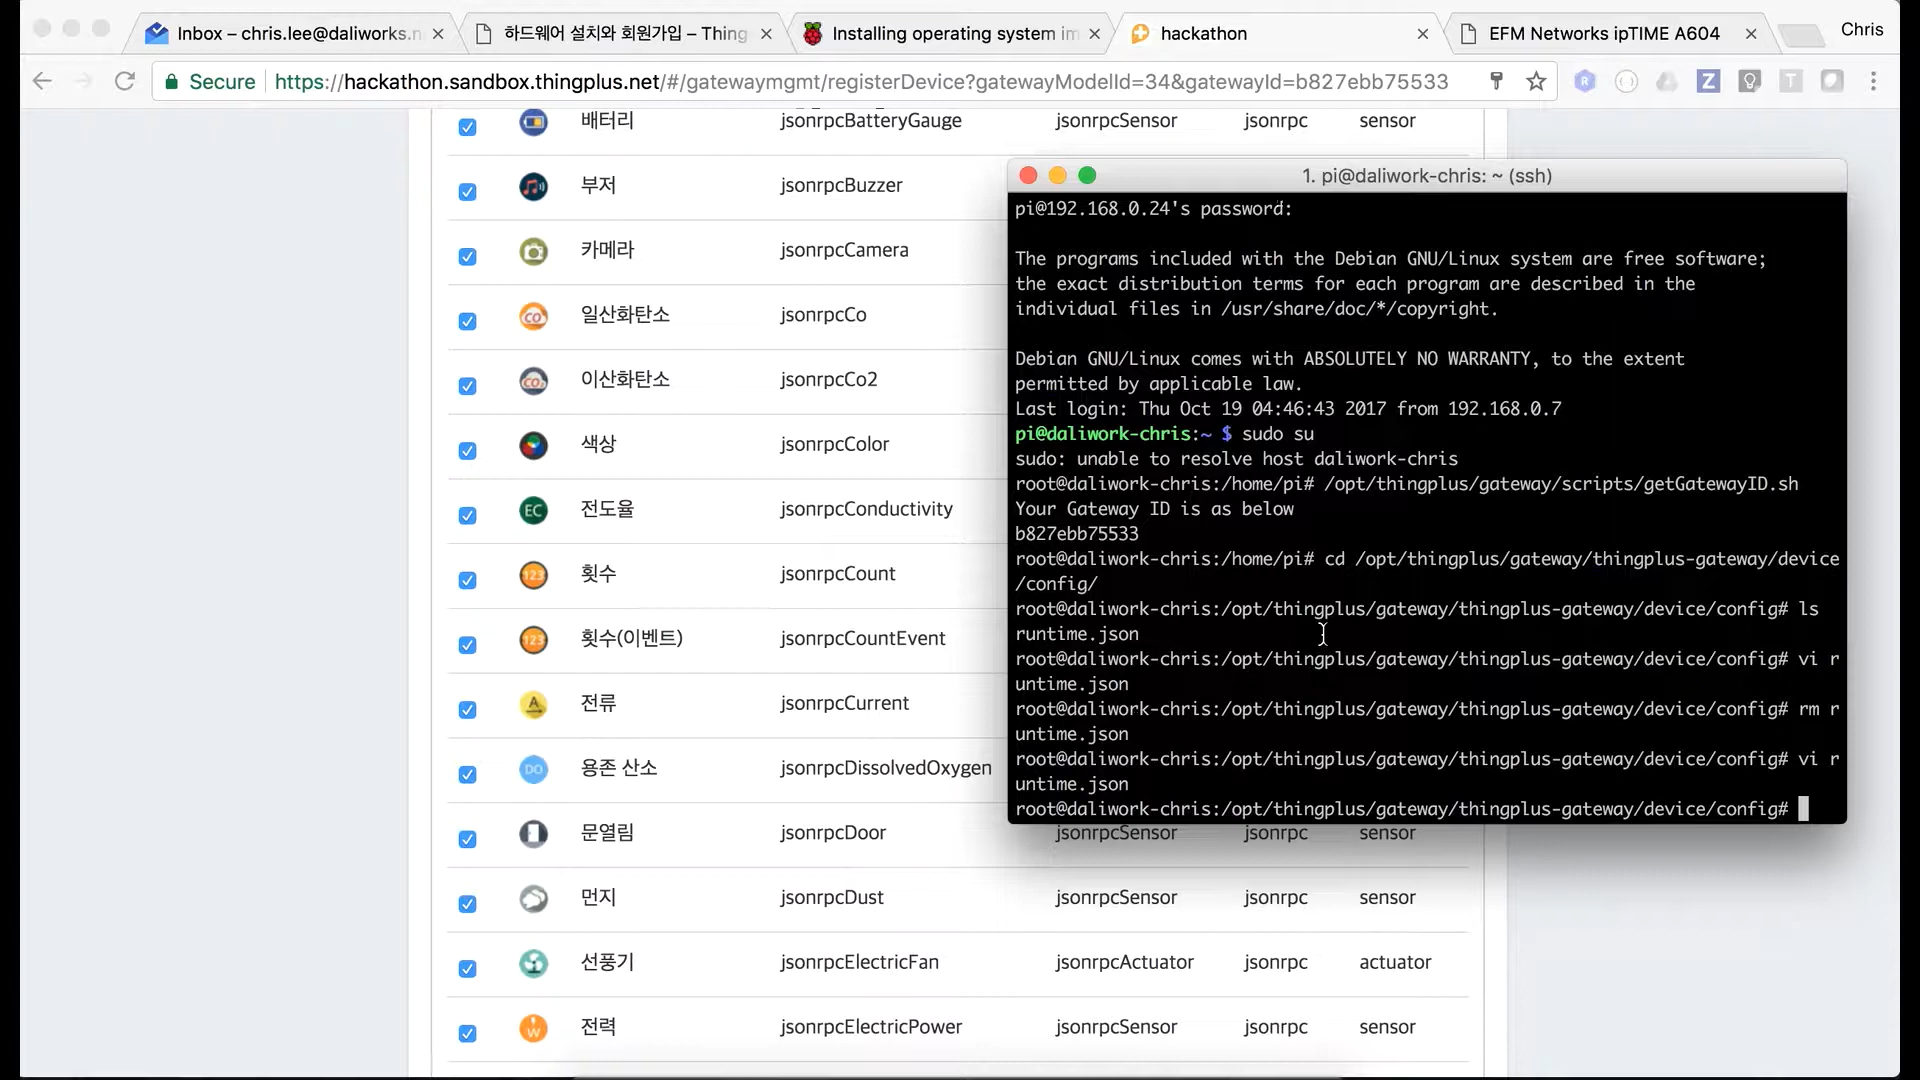 Inbox – chris.lee@daliworks.n
하드웨어 설치와 회원가입 – Thing
Installing operating system im
hackathon
EFM Networks ipTIME A604
Chris
Secure
https://hackathon.sandbox.thingplus.net/#/gatewaymgmt/registerDevice?gatewayModelId=34&gatewayId=b827ebb75533
배터리 jsonrpcBatteryGauge jsonrpcSensor jsonrpc sensor
부저 jsonrpcBuzzer
카메라 jsonrpcCamera
CO 일산화탄소 jsonrpcCo
CO₂ 이산화탄소 jsonrpcCo2
색상 jsonrpcColor
EC 전도율 jsonrpcConductivity
123 횟수 jsonrpcCount
123 횟수(이벤트) jsonrpcCountEvent
A 전류 jsonrpcCurrent
DO 용존 산소 jsonrpcDissolvedOxygen
문열림 jsonrpcDoor jsonrpcSensor jsonrpc sensor
먼지 jsonrpcDust jsonrpcSensor jsonrpc sensor
선풍기 jsonrpcElectricFan jsonrpcActuator jsonrpc actuator
W 전력 jsonrpcElectricPower jsonrpcSensor jsonrpc sensor
1. pi@daliwork-chris: ~ (ssh)
pi@192.168.0.24's password:
The programs included with the Debian GNU/Linux system are free software;
the exact distribution terms for each program are described in the
individual files in /usr/share/doc/*/copyright.
Debian GNU/Linux comes with ABSOLUTELY NO WARRANTY, to the extent
permitted by applicable law.
Last login: Thu Oct 19 04:46:43 2017 from 192.168.0.7
pi@daliwork-chris:~ $ sudo su
sudo: unable to resolve host daliwork-chris
root@daliwork-chris:/home/pi# /opt/thingplus/gateway/scripts/getGatewayID.sh
Your Gateway ID is as below
b827ebb75533
root@daliwork-chris:/home/pi# cd /opt/thingplus/gateway/thingplus-gateway/device
/config/
root@daliwork-chris:/opt/thingplus/gateway/thingplus-gateway/device/config# ls
runtime.json
root@daliwork-chris:/opt/thingplus/gateway/thingplus-gateway/device/config# vi r
untime.json
root@daliwork-chris:/opt/thingplus/gateway/thingplus-gateway/device/config# rm r
untime.json
root@daliwork-chris:/opt/thingplus/gateway/thingplus-gateway/device/config# vi r
untime.json
root@daliwork-chris:/opt/thingplus/gateway/thingplus-gateway/device/config#